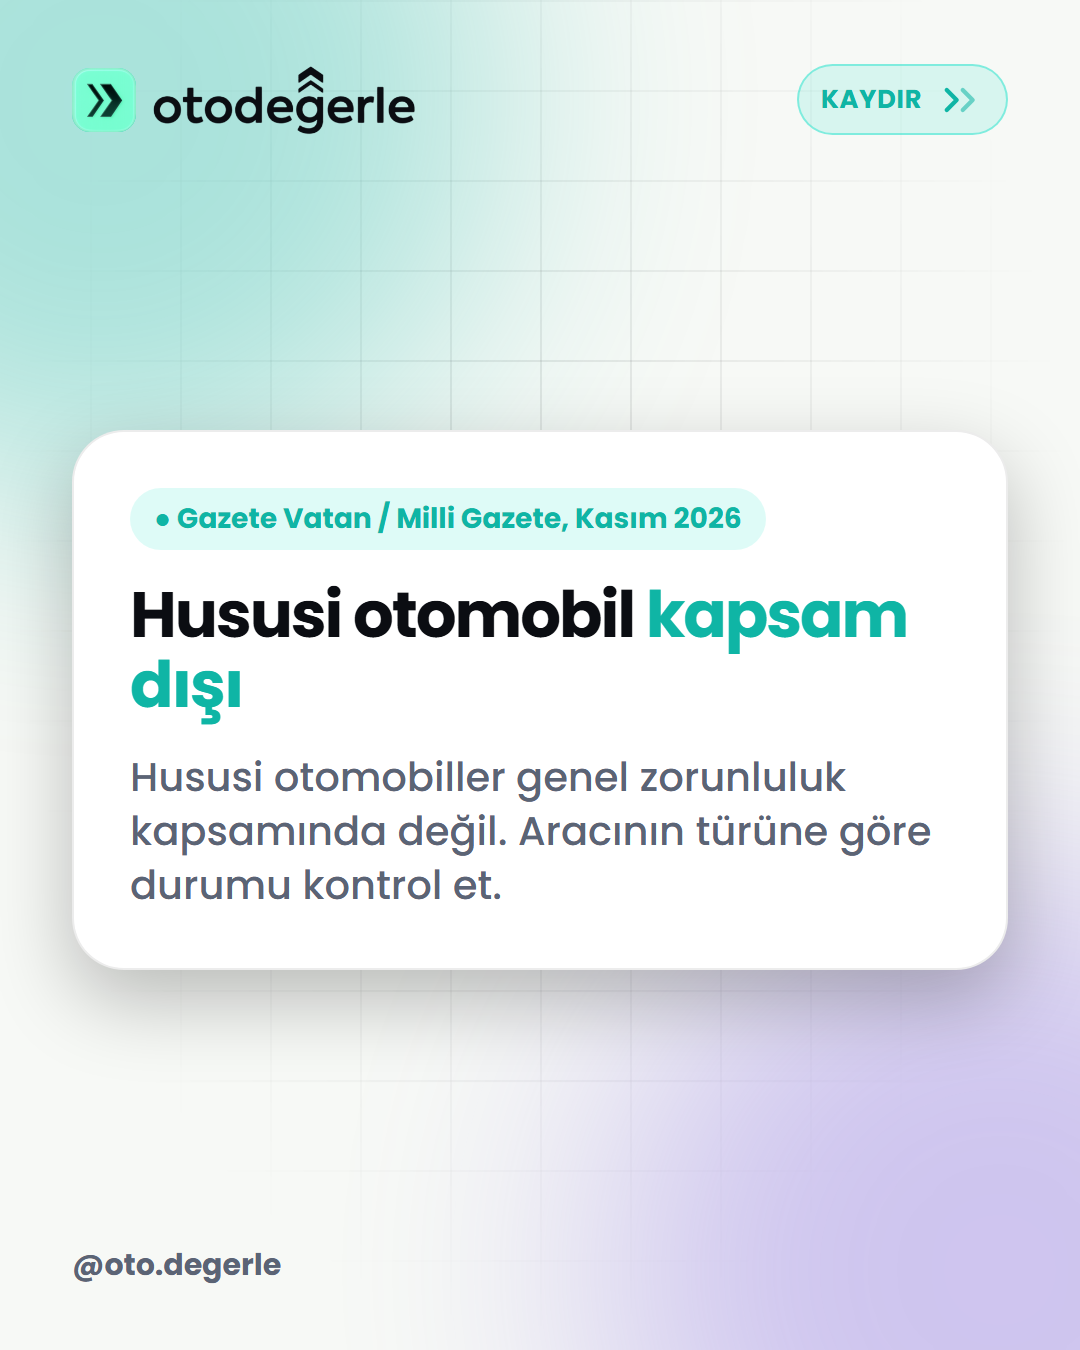 otodeğerle
KAYDIR
• Gazete Vatan / Milli Gazete, Kasım 2026
Hususi otomobil kapsam
dışı
Hususi otomobiller genel zorunluluk
kapsamında değil. Aracının türüne göre
durumu kontrol et.
@oto.degerle